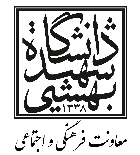 دانشگاه
شهید
بهشتی
۱۳۳۸
معاونت فرهنگی و اجتماعی